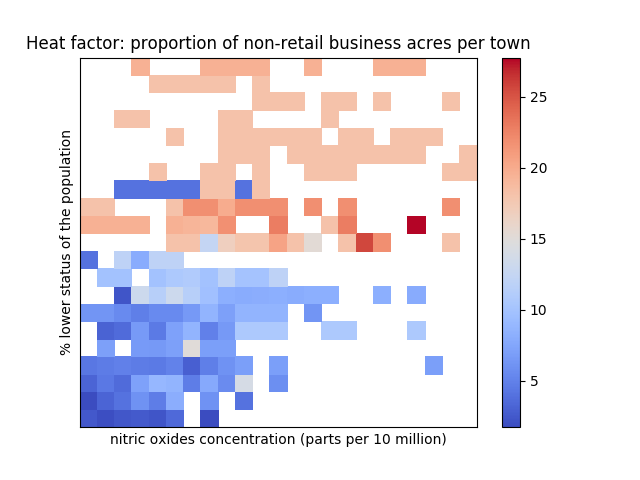 Heat factor: proportion of non-retail business acres per town
% lower status of the population
25
20
15
10
5
nitric oxides concentration (parts per 10 million)